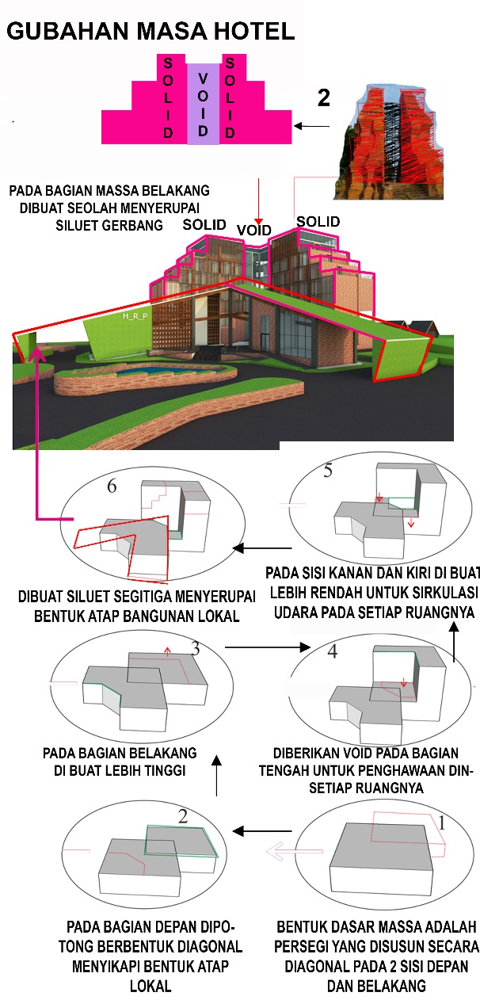 GUBAHAN MASA HOTEL
SOLID
VOID
SOLID
2
PADA BAGIAN MASSA BELAKANG
DIBUAT SEOLAH MENYERUPAI
SILUET GERBANG
SOLID
VOID
SOLID
H_R_P
6
5
DIBUAT SILUET SEGITIGA MENYERUPAI
BENTUK ATAP BANGUNAN LOKAL
PADA SISI KANAN DAN KIRI DI BUAT
LEBIH RENDAH UNTUK SIRKULASI
UDARA PADA SETIAP RUANGNYA
3
4
PADA BAGIAN BELAKANG
DI BUAT LEBIH TINGGI
DIBERIKAN VOID PADA BAGIAN
TENGAH UNTUK PENGHAWAAN DIN-
SETIAP RUANGNYA
2
1
PADA BAGIAN DEPAN DIPO-
TONG BERBENTUK DIAGONAL
MENYIKAPI BENTUK ATAP
LOKAL
BENTUK DASAR MASSA ADALAH
PERSEGI YANG DISUSUN SECARA
DIAGONAL PADA 2 SISI DEPAN
DAN BELAKANG